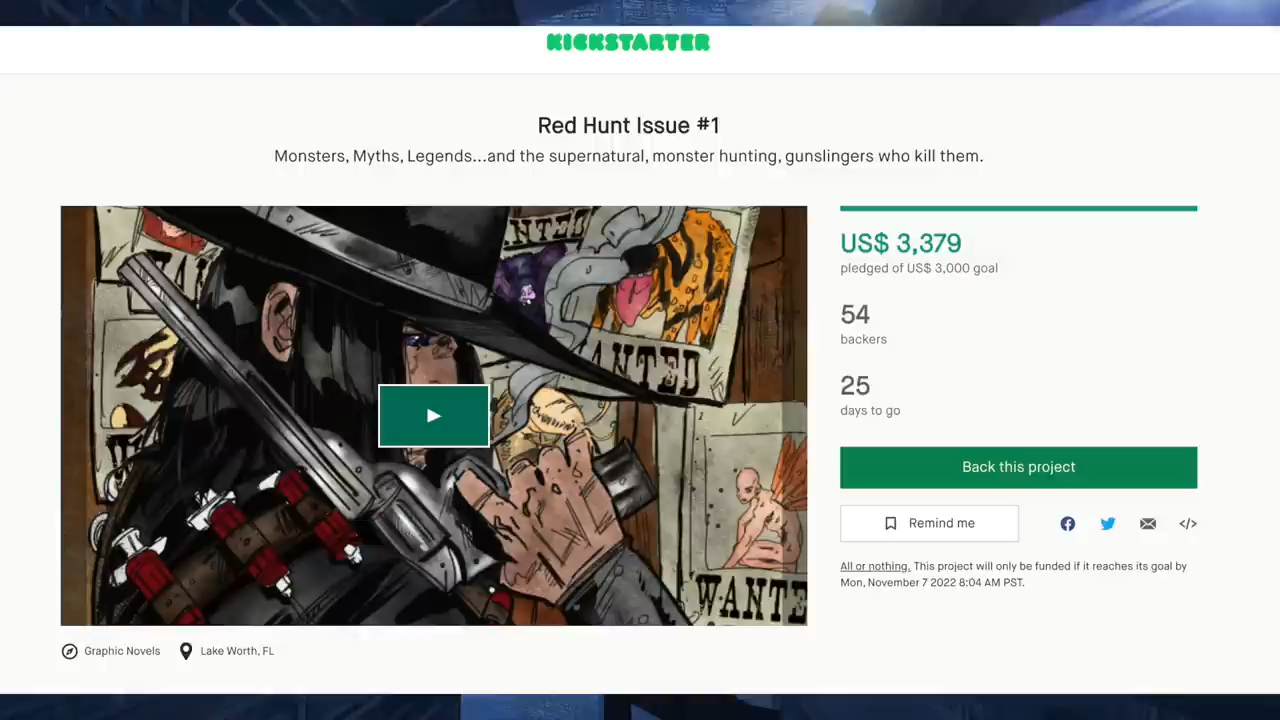 KICKSTARTER
Red Hunt Issue #1
Monsters, Myths, Legends...and the supernatural, monster hunting, gunslingers who kill them.
ANTED
ANTED
WANTE
US$ 3,379
pledged of US$ 3,000 goal
54
backers
25
days to go
Back this project
Remind me
All or nothing. This project will only be funded if it reaches its goal by
Mon, November 7 2022 8:04 AM PST.
Graphic Novels
Lake Worth, FL